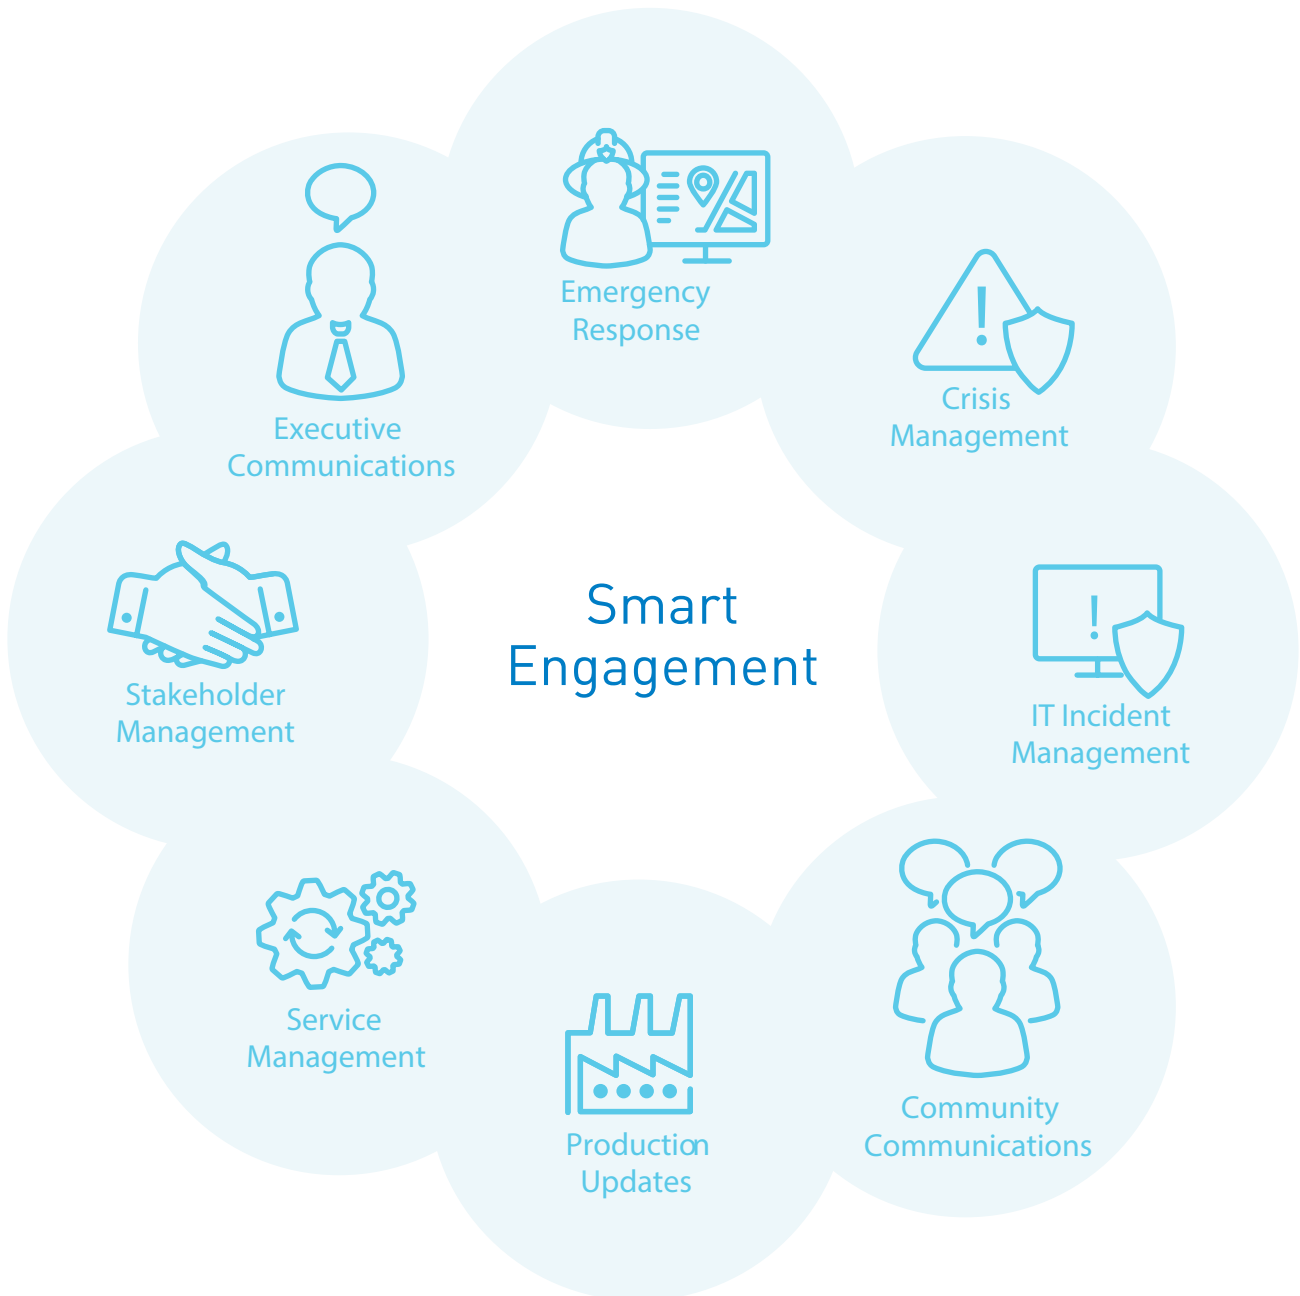 Emergency
Response
Crisis
Management
Executive
Communications
Smart
Engagement
Stakeholder
Management
IT Incident
Management
Service
Management
Community
Communications
Production
Updates